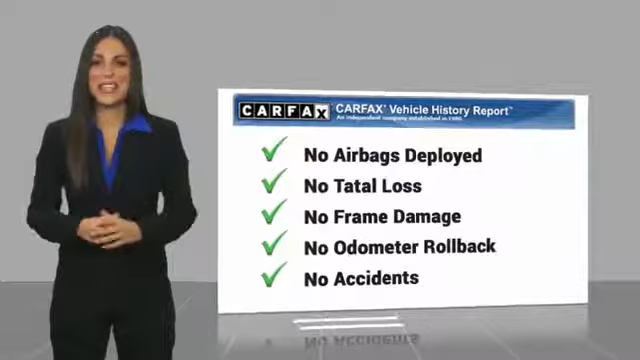 CARFAX CARFAX® Vehicle History Report™
An independent company established in 1986
No Airbags Deployed
No Tatal Loss
No Frame Damage
No Odometer Rollback
No Accidents